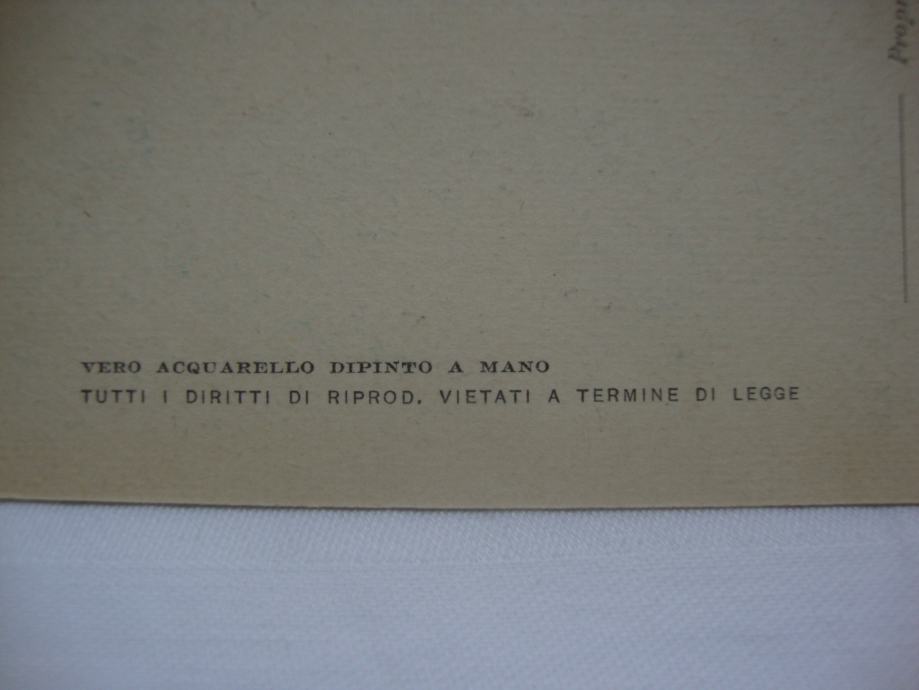 VERO ACQUARELLO DIPINTO A MANO
TUTTI I DIRITTI DI RIPROD. VIETATI A TERMINE DI LEGGE